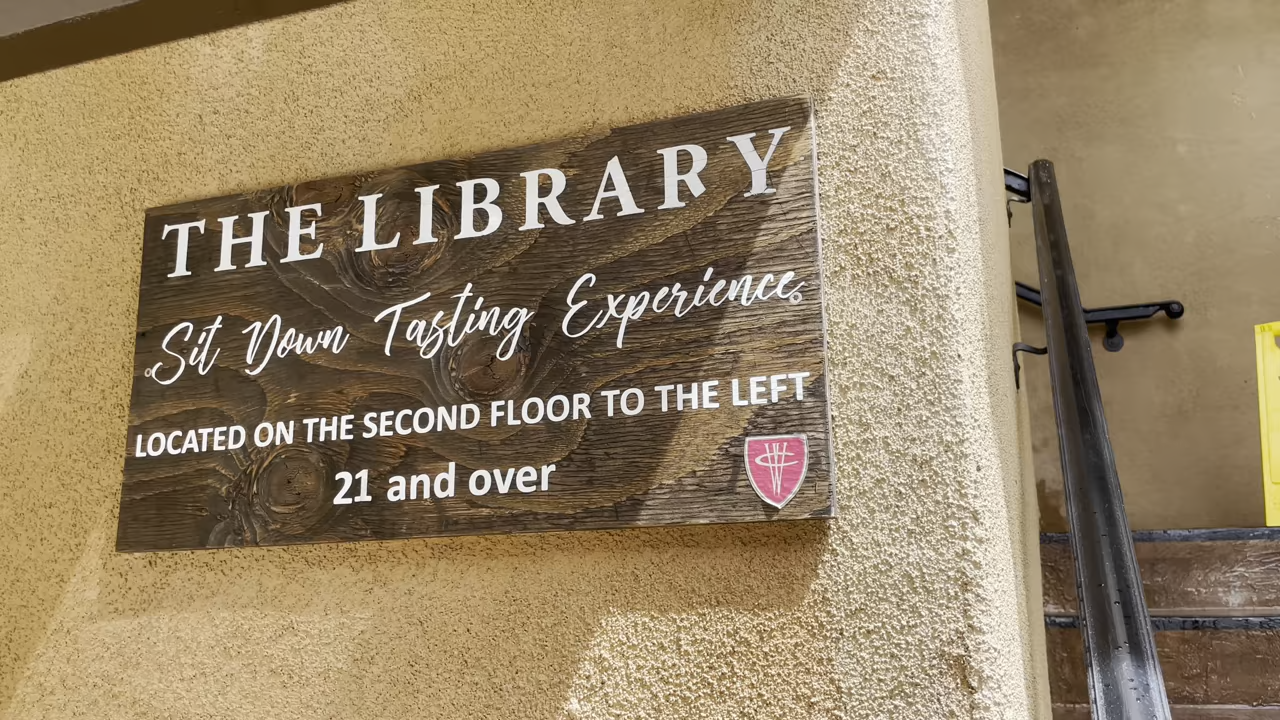 THE LIBRARY
Sit Down Tasting Experience
LOCATED ON THE SECOND FLOOR TO THE LEFT
21 and over